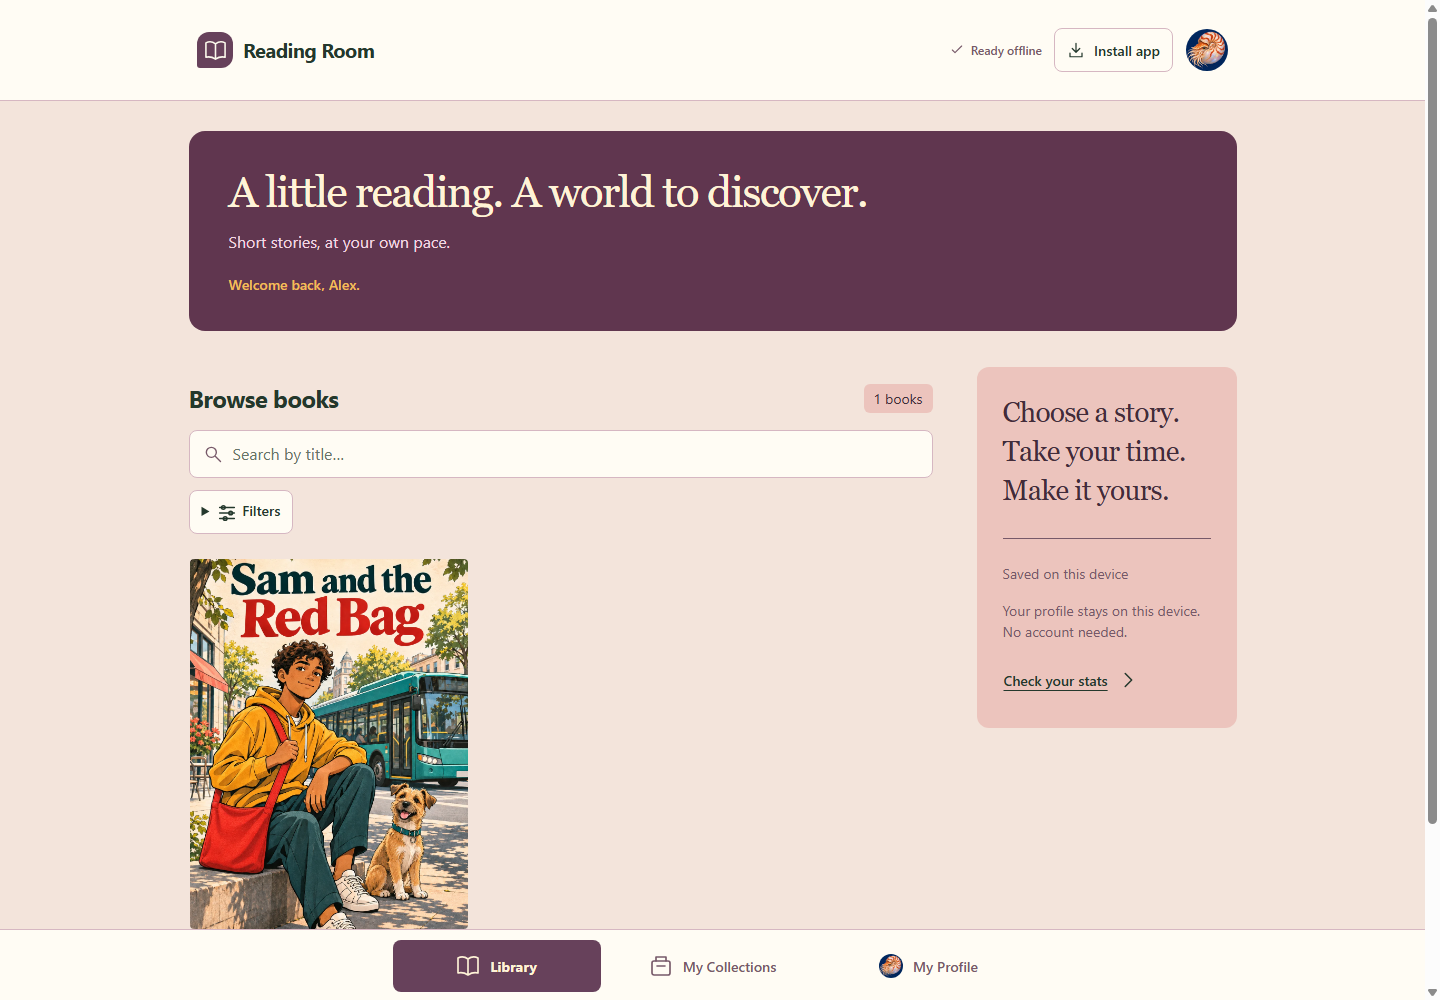 Reading Room
Ready offline
Install app
A little reading. A world to discover.
Short stories, at your own pace.
Welcome back, Alex.
Browse books
1 books
Search by title...
Filters
Sam and the
Red Bag
Choose a story.
Take your time.
Make it yours.
Saved on this device
Your profile stays on this device.
No account needed.
Check your stats
Library
My Collections
My Profile